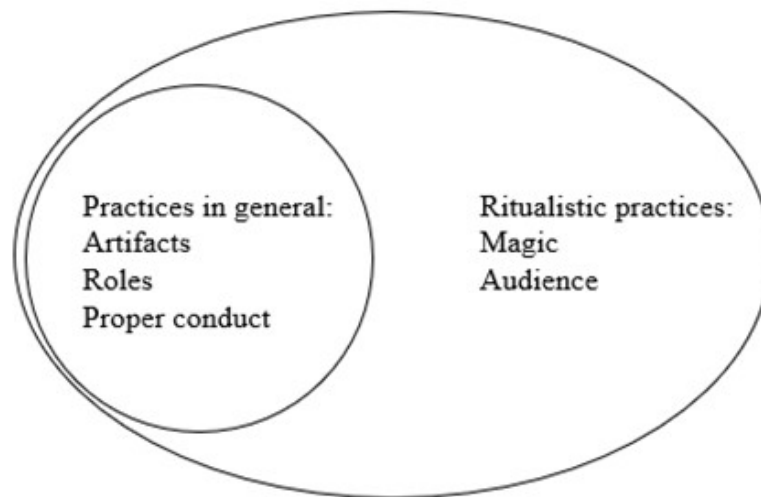 Practices in general:
Artifacts
Roles
Proper conduct
Ritualistic practices:
Magic
Audience